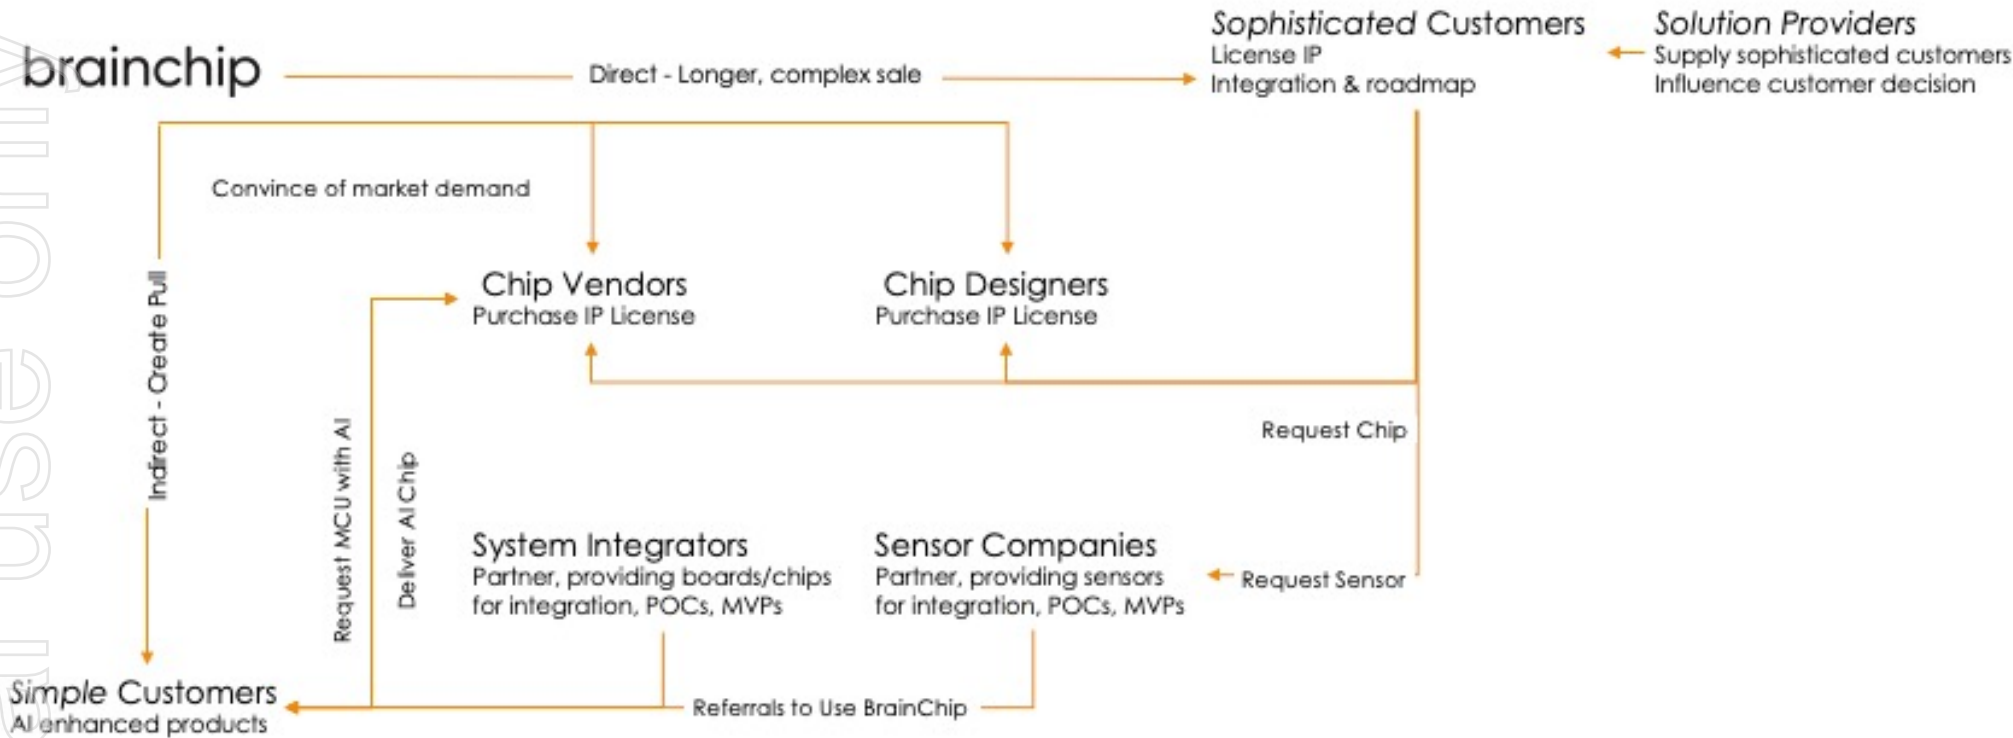 Sophisticated Customers
License IP
Integration & roadmap
Solution Providers
Supply sophisticated customers
Influence customer decision
brainchip
Direct - Longer, complex sale
Convince of market demand
Indirect - Create Pull
Chip Vendors
Purchase IP License
Chip Designers
Purchase IP License
Request Chip
Request MCU with AI
Deliver AI Chip
System Integrators
Partner, providing boards/chips
for integration, POCs, MVPs
Sensor Companies
Partner, providing sensors
for integration, POCs, MVPs
Request Sensor
Simple Customers
AI enhanced products
Referrals to Use BrainChip
use only